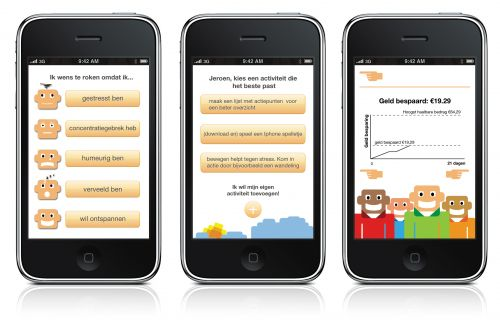 3G 9:42 AM
Ik wens te roken omdat ik...
gestresst ben
concentratiegebrek heb
humeurig ben
verveeld ben
wil ontspannen
3G 9:42 AM
Jeroen, kies een activiteit die
het beste past
maak een lijst met actiepunten voor
een beter overzicht
(download en) speel een Iphone spelletje
bewegen helpt tegen stress. Kom in
actie door bijvoorbeeld een wandeling
Ik wil mijn eigen
activiteit toevoegen!
3G 9:42 AM
Geld bespaard: €19.29
Hoogst haalbare bedrag €64.29
Geld besparing
geld bespaard €19.29
0
21 dagen